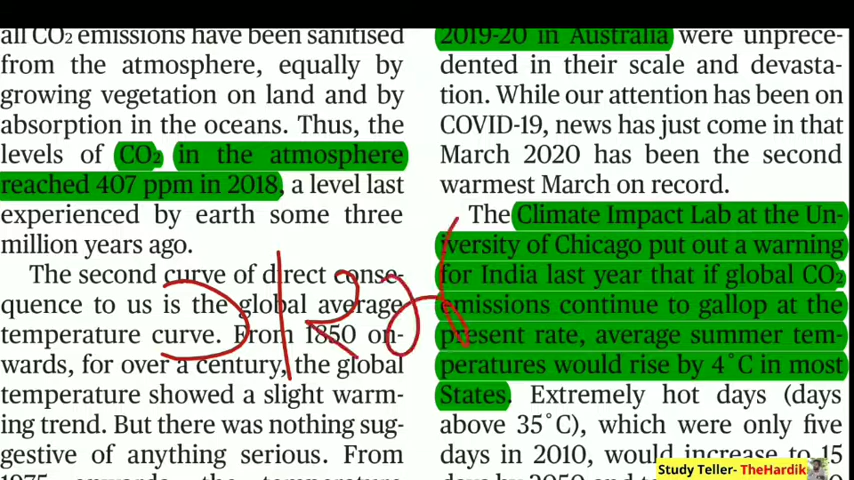 all CO₂ emissions have been sanitised
from the atmosphere, equally by
growing vegetation on land and by
absorption in the oceans. Thus, the
levels of CO₂ in the atmosphere
reached 407 ppm in 2018, a level last
experienced by earth some three
million years ago.
The second curve of direct conse-
quence to us is the global average
temperature curve. From 1850 on-
wards, for over a century, the global
temperature showed a slight warm-
ing trend. But there was nothing sug-
gestive of anything serious. From
2019-20 in Australia were unprece-
dented in their scale and devasta-
tion. While our attention has been on
COVID-19, news has just come in that
March 2020 has been the second
warmest March on record.
The Climate Impact Lab at the Un-
iversity of Chicago put out a warning
for India last year that if global CO₂
emissions continue to gallop at the
present rate, average summer tem-
peratures would rise by 4˚C in most
States. Extremely hot days (days
above 35˚C), which were only five
days in 2010, would increase to 15
Study Teller- TheHardik